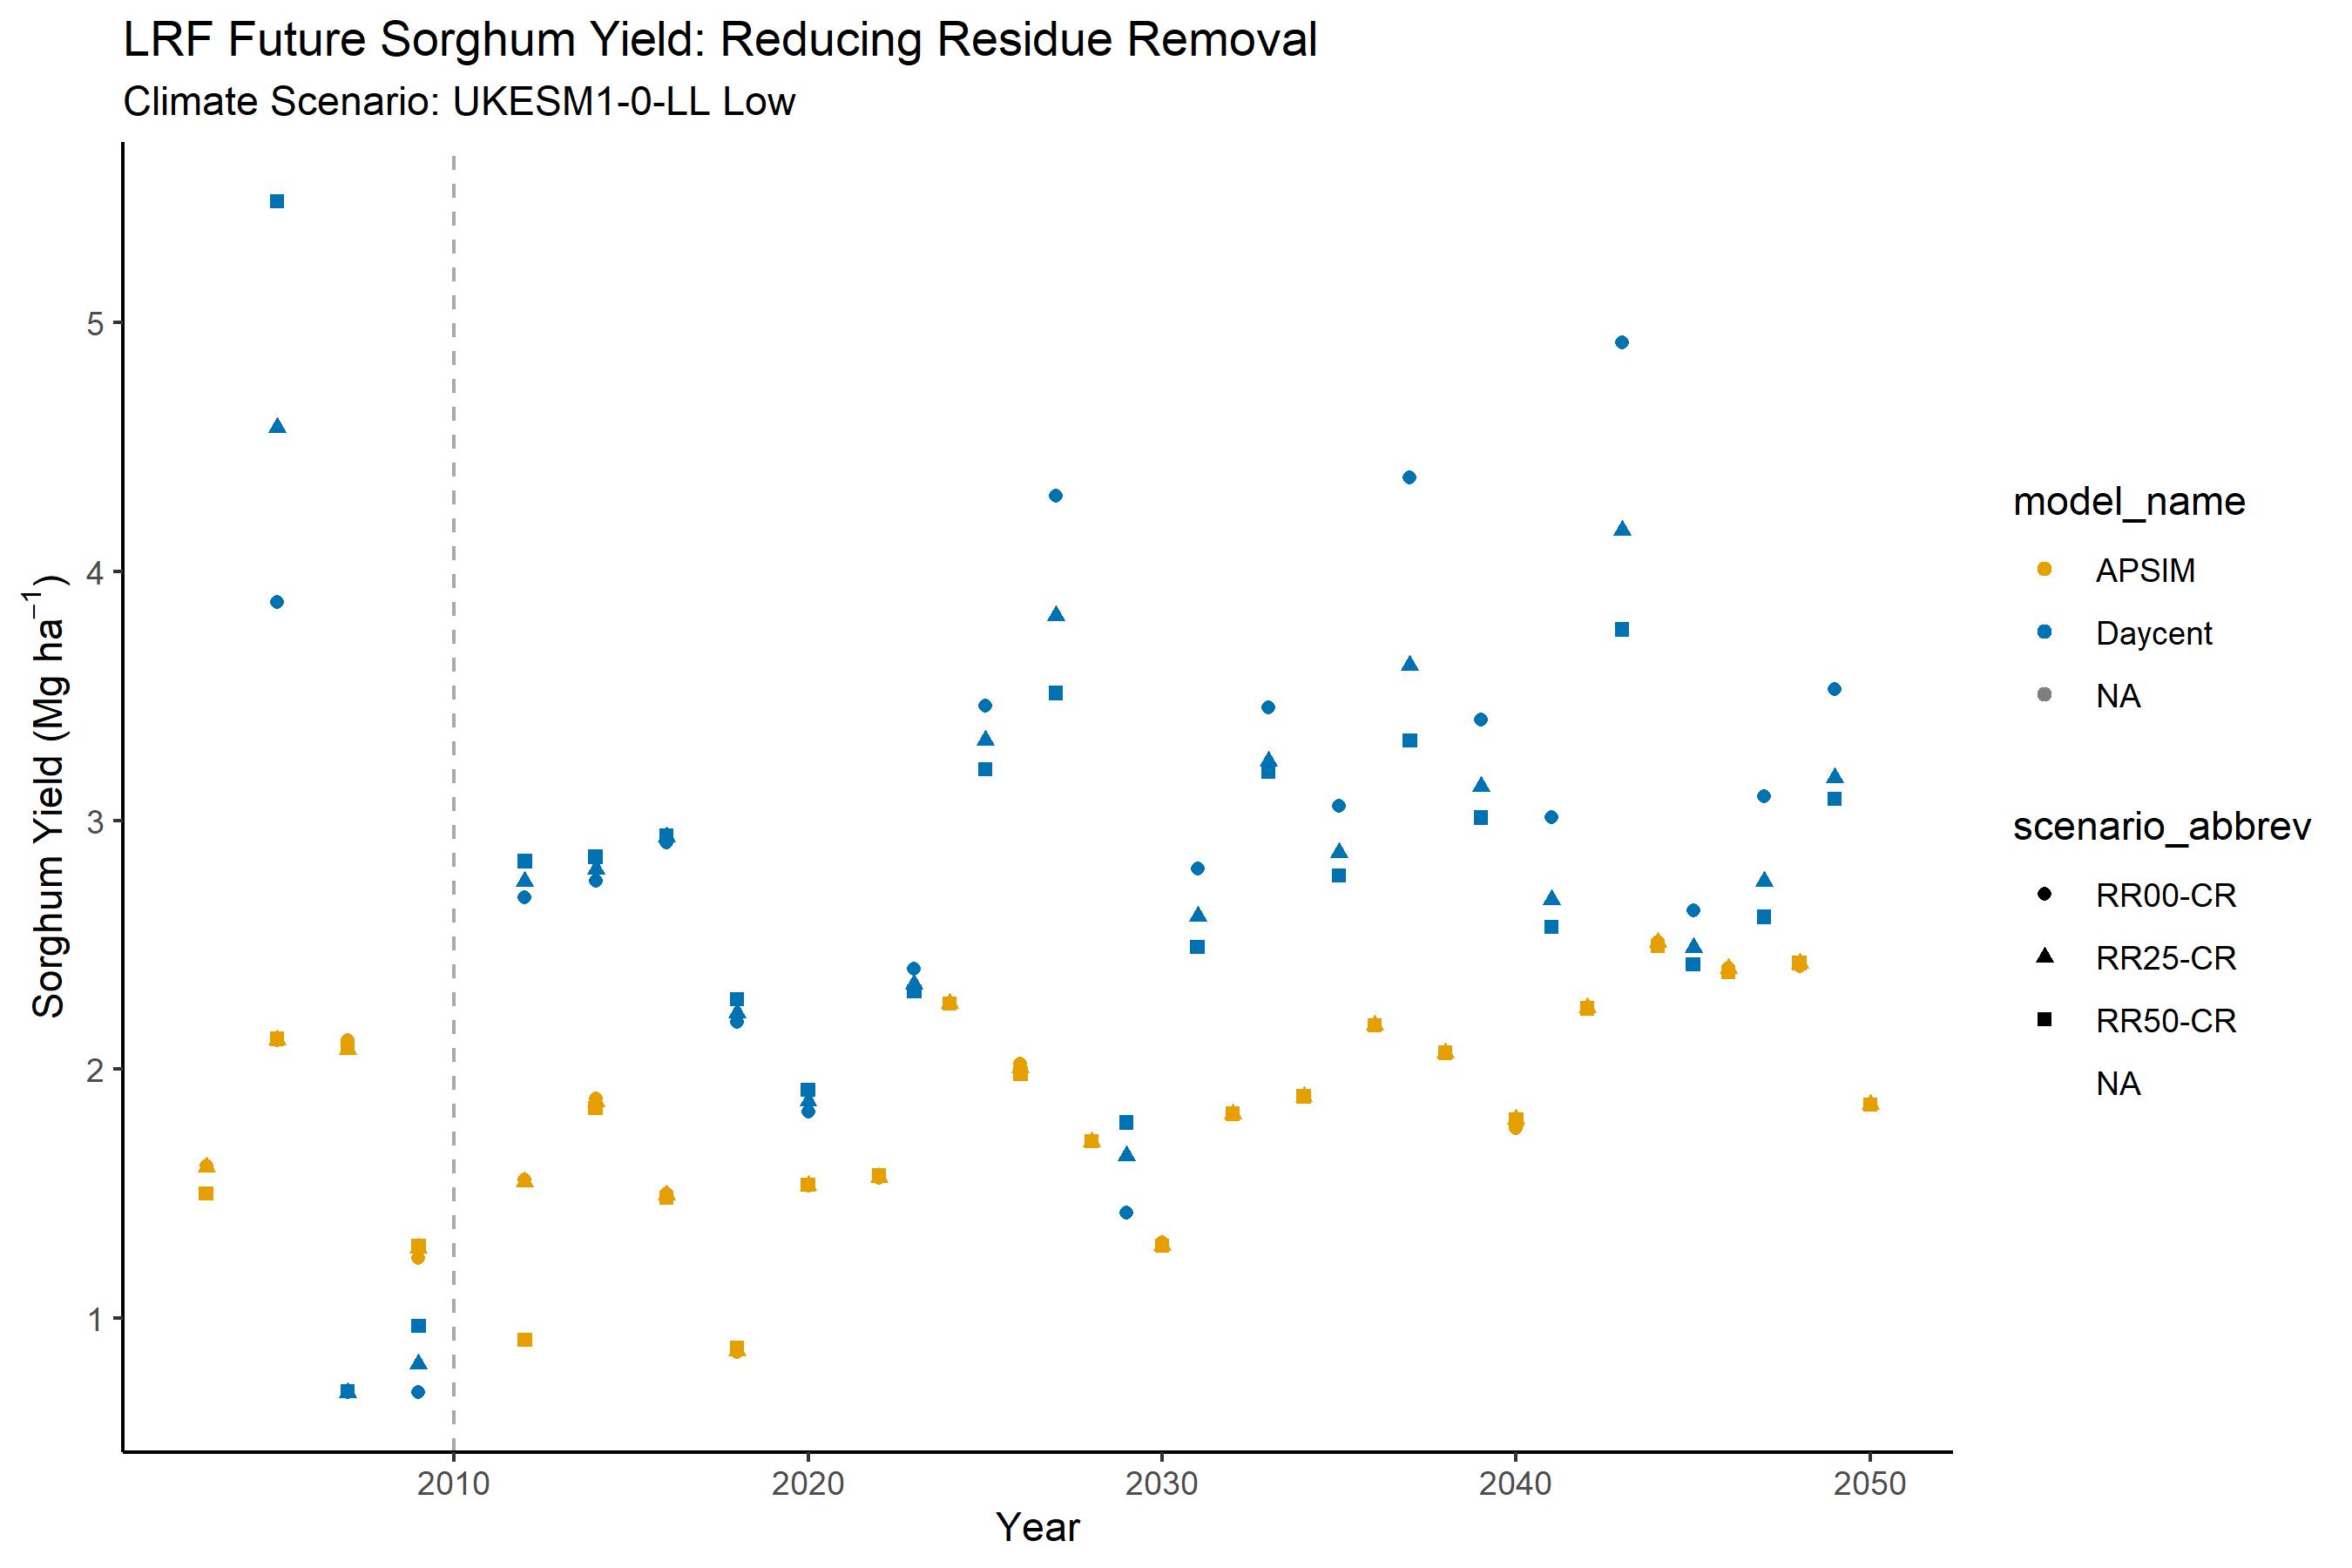 LRF Future Sorghum Yield: Reducing Residue Removal
Climate Scenario: UKESM1-0-LL Low
Sorghum Yield (Mg ha⁻¹)
5
4
3
2
1
2010
2020
2030
2040
2050
Year
model_name
APSIM
Daycent
NA
scenario_abbrev
RR00-CR
RR25-CR
RR50-CR
NA